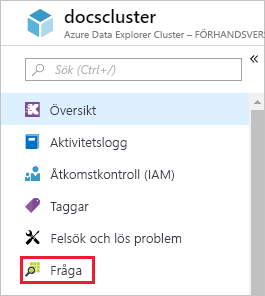 docscluster
Azure Data Explorer Cluster – FÖRHANDSVER
Sök (Ctrl+/)
Översikt
Aktivitetslogg
Åtkomstkontroll (IAM)
Taggar
Felsök och lös problem
Fråga